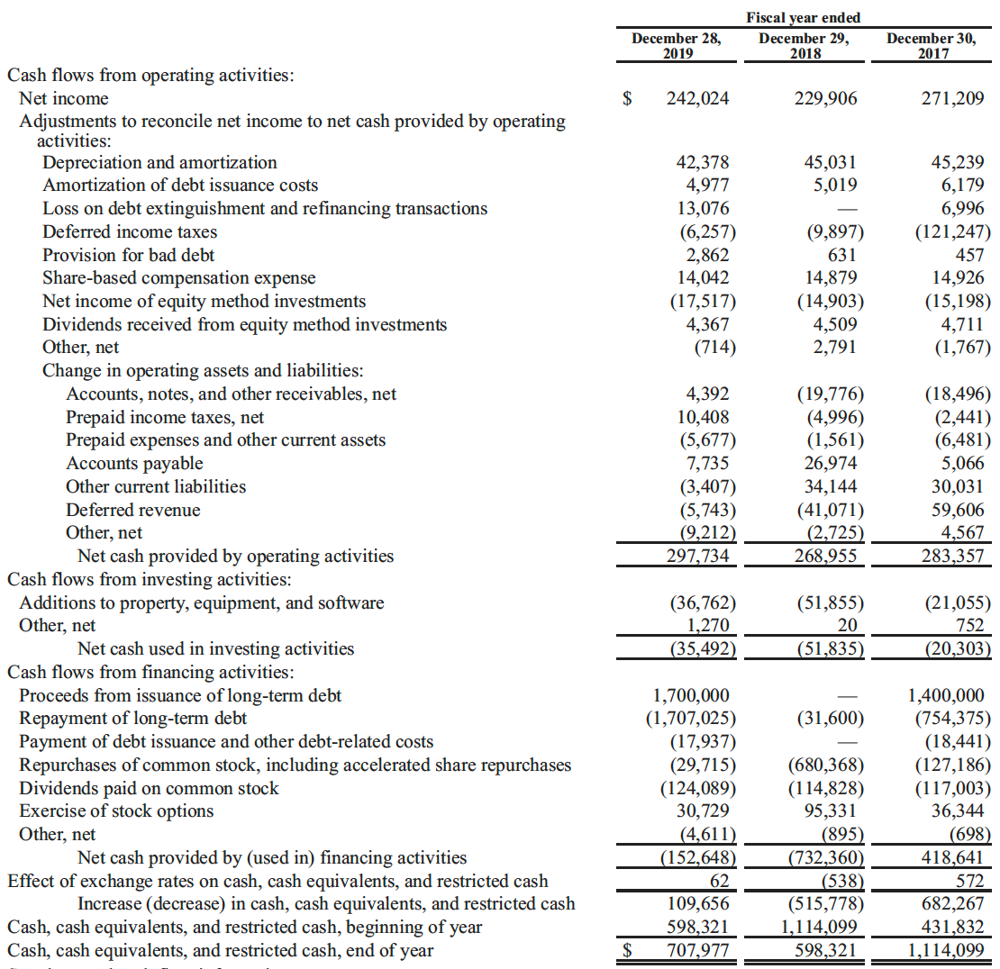 Fiscal year ended
December 28, 2019 December 29, 2018 December 30, 2017
Cash flows from operating activities:
Net income $ 242,024 229,906 271,209
Adjustments to reconcile net income to net cash provided by operating
activities:
Depreciation and amortization 42,378 45,031 45,239
Amortization of debt issuance costs 4,977 5,019 6,179
Loss on debt extinguishment and refinancing transactions 13,076 — 6,996
Deferred income taxes (6,257) (9,897) (121,247)
Provision for bad debt 2,862 631 457
Share-based compensation expense 14,042 14,879 14,926
Net income of equity method investments (17,517) (14,903) (15,198)
Dividends received from equity method investments 4,367 4,509 4,711
Other, net (714) 2,791 (1,767)
Change in operating assets and liabilities:
Accounts, notes, and other receivables, net 4,392 (19,776) (18,496)
Prepaid income taxes, net 10,408 (4,996) (2,441)
Prepaid expenses and other current assets (5,677) (1,561) (6,481)
Accounts payable 7,735 26,974 5,066
Other current liabilities (3,407) 34,144 30,031
Deferred revenue (5,743) (41,071) 59,606
Other, net (9,212) (2,725) 4,567
Net cash provided by operating activities 297,734 268,955 283,357
Cash flows from investing activities:
Additions to property, equipment, and software (36,762) (51,855) (21,055)
Other, net 1,270 20 752
Net cash used in investing activities (35,492) (51,835) (20,303)
Cash flows from financing activities:
Proceeds from issuance of long-term debt 1,700,000 — 1,400,000
Repayment of long-term debt (1,707,025) (31,600) (754,375)
Payment of debt issuance and other debt-related costs (17,937) — (18,441)
Repurchases of common stock, including accelerated share repurchases (29,715) (680,368) (127,186)
Dividends paid on common stock (124,089) (114,828) (117,003)
Exercise of stock options 30,729 95,331 36,344
Other, net (4,611) (895) (698)
Net cash provided by (used in) financing activities (152,648) (732,360) 418,641
Effect of exchange rates on cash, cash equivalents, and restricted cash 62 (538) 572
Increase (decrease) in cash, cash equivalents, and restricted cash 109,656 (515,778) 682,267
Cash, cash equivalents, and restricted cash, beginning of year 598,321 1,114,099 431,832
Cash, cash equivalents, and restricted cash, end of year $ 707,977 598,321 1,114,099